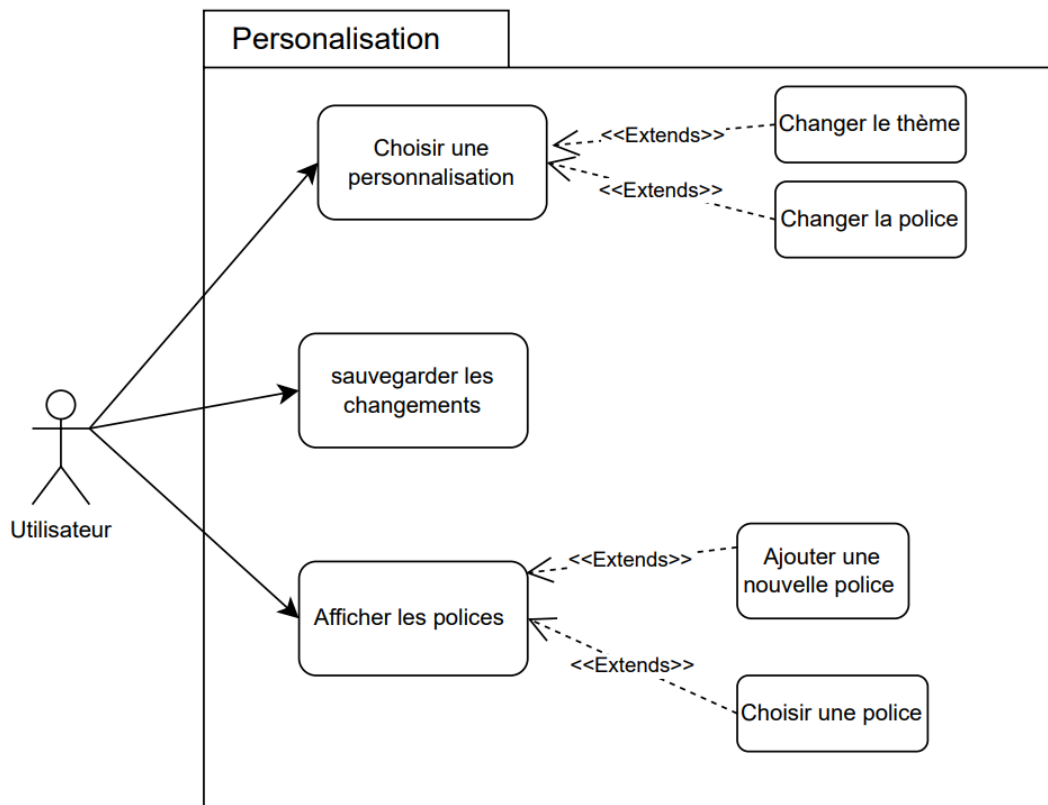 Personalisation
Choisir une
personnalisation
<<Extends>>
Changer le thème
<<Extends>>
Changer la police
sauvegarder les
changements
Utilisateur
Afficher les polices
<<Extends>>
Ajouter une
nouvelle police
<<Extends>>
Choisir une police